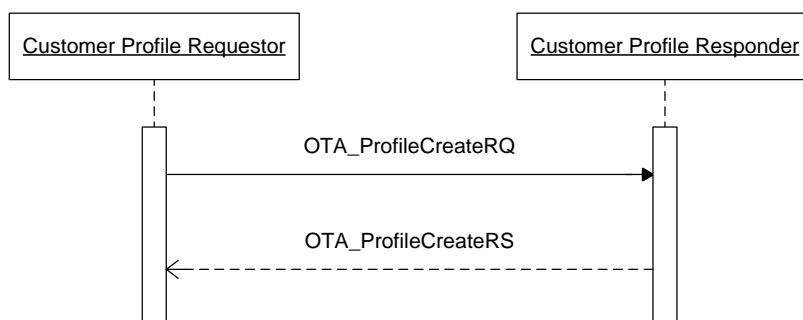 Customer Profile Requestor
Customer Profile Responder
OTA_ProfileCreateRQ
OTA_ProfileCreateRS